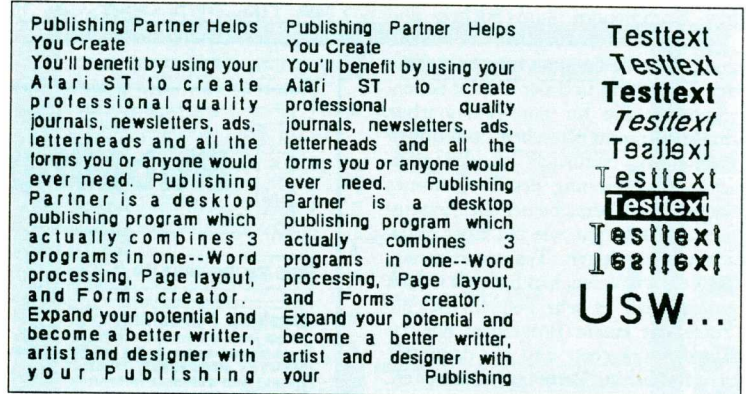 Publishing Partner Helps
You Create
You'll benefit by using your
Atari ST to create
professional quality
journals, newsletters, ads,
letterheads and all the
forms you or anyone would
ever need. Publishing
Partner is a desktop
publishing program which
actually combines 3
programs in one--Word
processing, Page layout,
and Forms creator.
Expand your potential and
become a better writter,
artist and designer with
your Publishing
Publishing Partner Helps
You Create
You'll benefit by using your
Atari ST to create
professional quality
journals, newsletters, ads,
letterheads and all the
forms you or anyone would
ever need. Publishing
Partner is a desktop
publishing program which
actually combines 3
programs in one--Word
processing, Page layout,
and Forms creator.
Expand your potential and
become a better writter,
artist and designer with
your Publishing
Testtext
Testtext
Testtext
Testtext
Testtext
Testtext
Testtext
Testtext
Testtext
Usw...